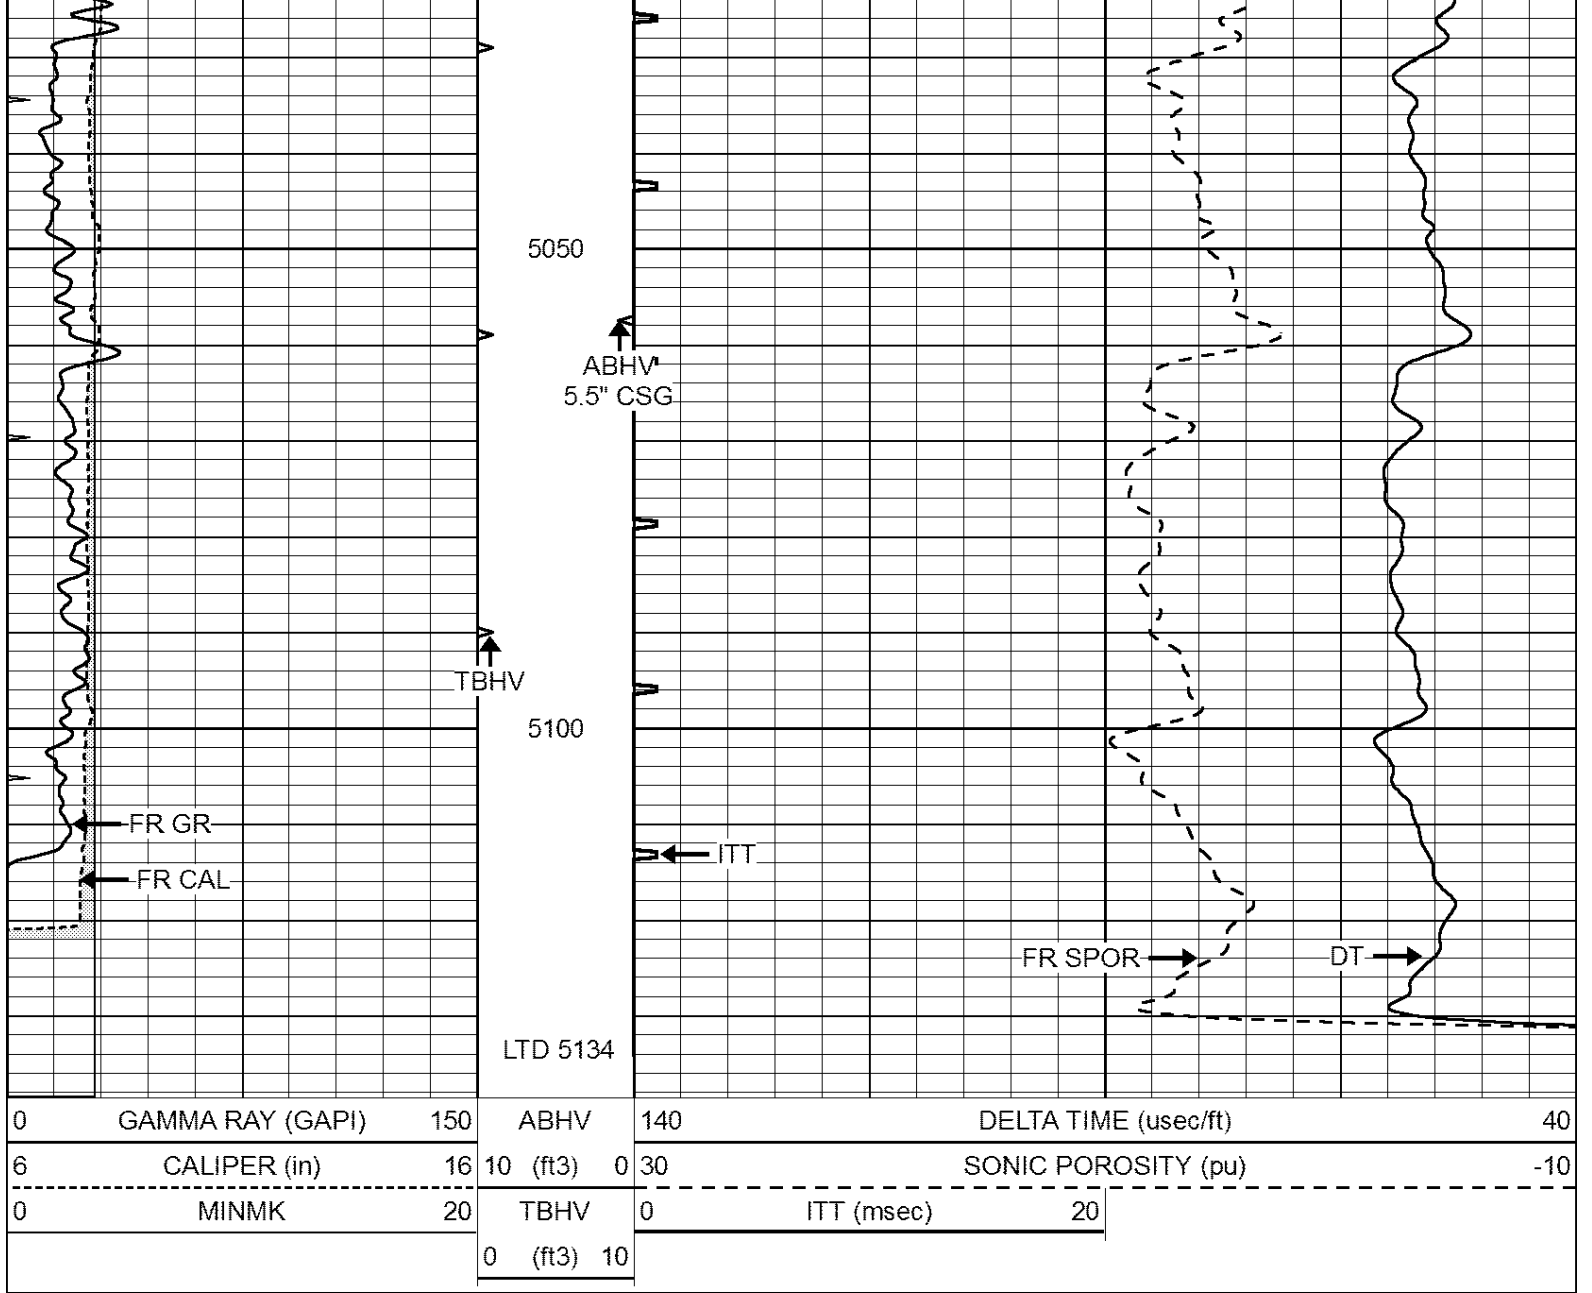 5050
ABHV
5.5" CSG
TBHV
5100
FR GR
ITT
FR CAL
FR SPOR
DT
LTD 5134
0 GAMMA RAY (GAPI) 150 ABHV 140 DELTA TIME (usec/ft) 40
6 CALIPER (in) 16 10 (ft3) 0 30 SONIC POROSITY (pu) -10
0 MINMK 20 TBHV 0 ITT (msec) 20
0 (ft3) 10